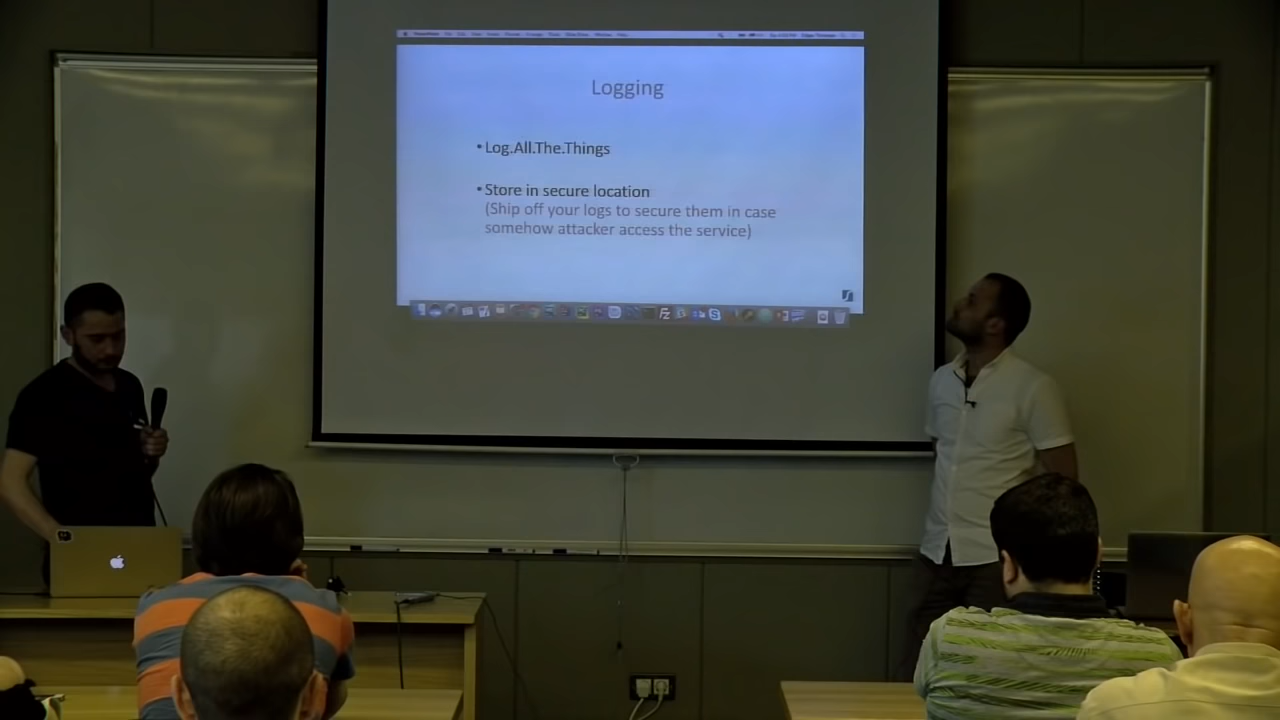 Logging
•Log.All.The.Things
•Store in secure location
(Ship off your logs to secure them in case
somehow attacker access the service)